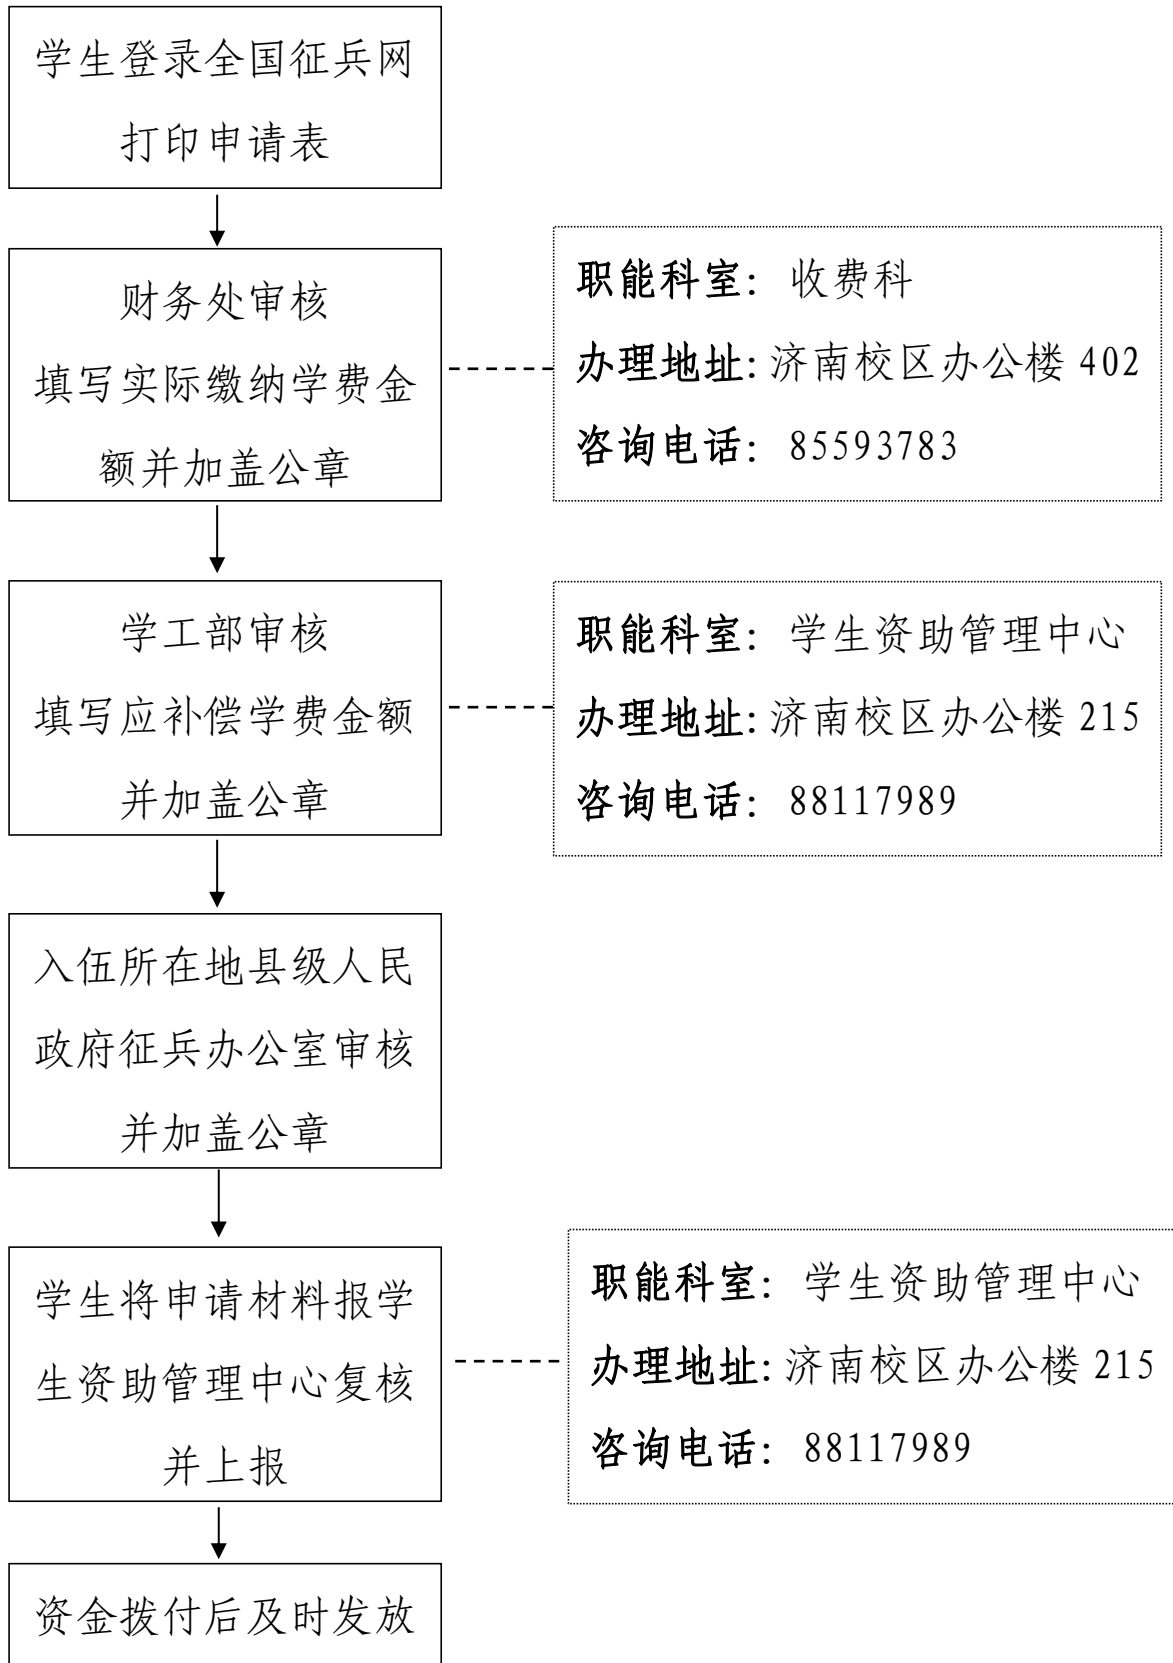 学生登录全国征兵网
打印申请表
财务处审核
填写实际缴纳学费金
额并加盖公章
职能科室： 收费科
办理地址：济南校区办公楼 402
咨询电话： 85593783
学工部审核
填写应补偿学费金额
并加盖公章
职能科室： 学生资助管理中心
办理地址：济南校区办公楼 215
咨询电话： 88117989
入伍所在地县级人民
政府征兵办公室审核
并加盖公章
学生将申请材料报学
生资助管理中心复核
并上报
职能科室： 学生资助管理中心
办理地址：济南校区办公楼 215
咨询电话： 88117989
资金拨付后及时发放